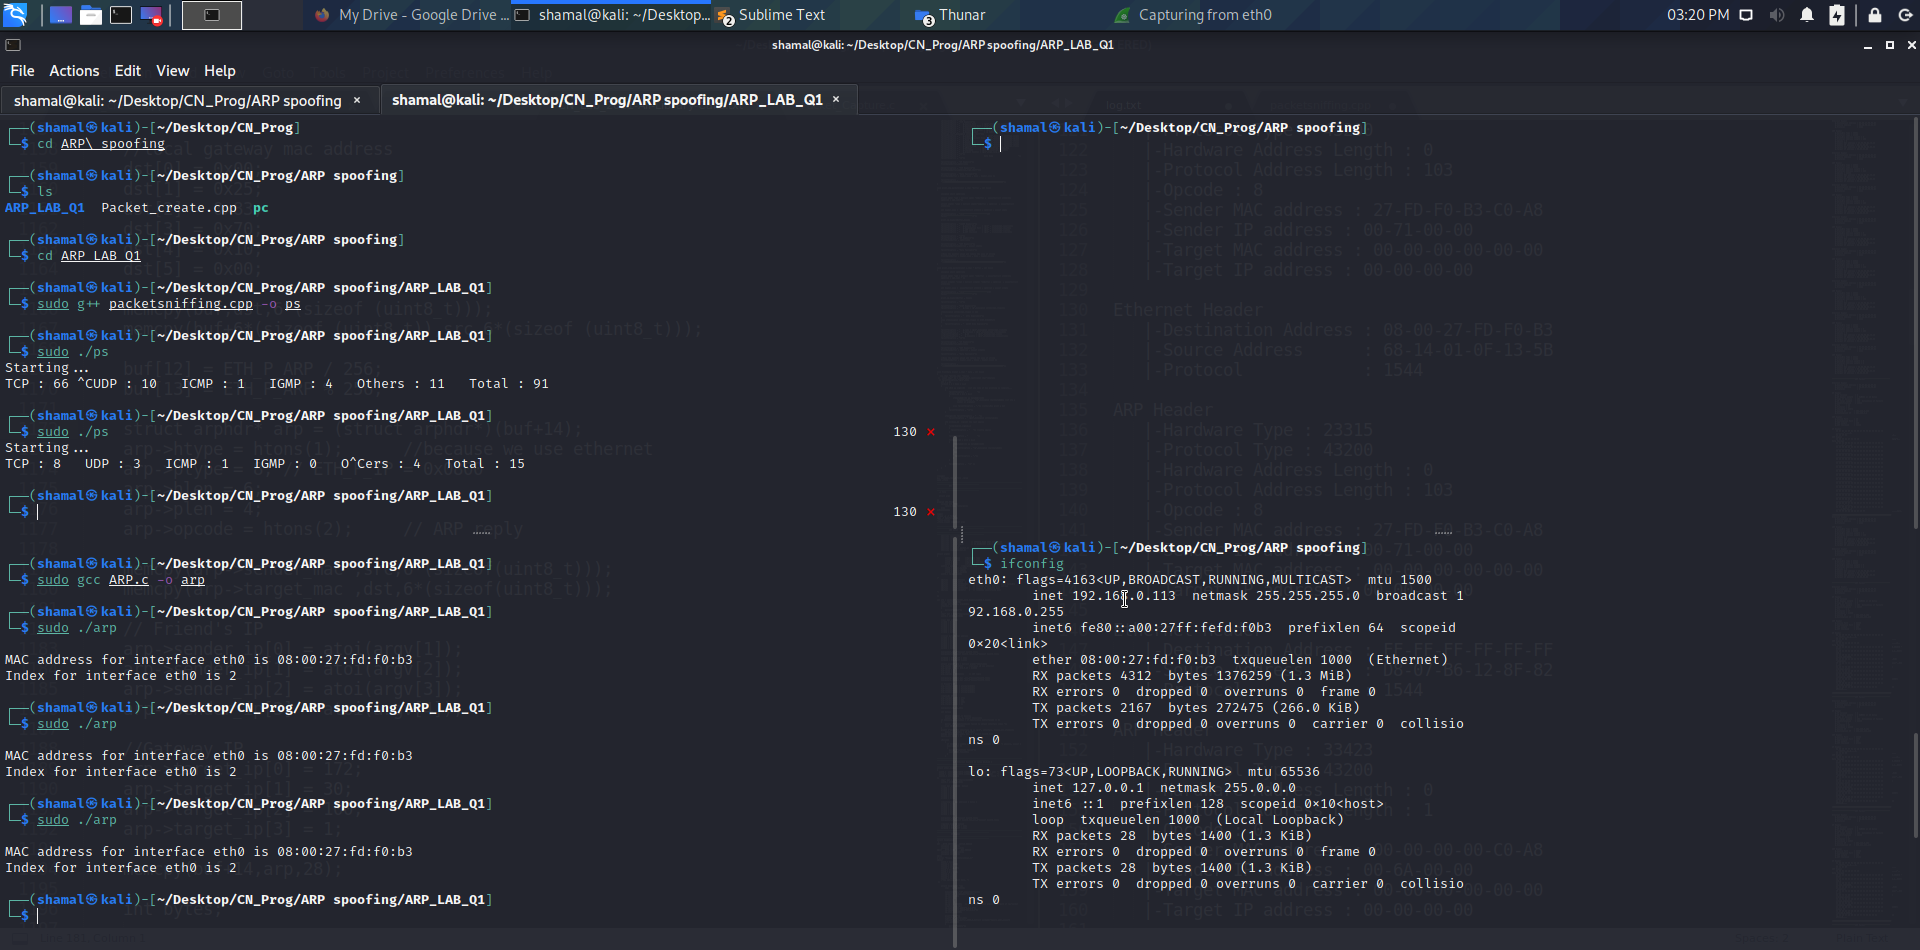 My Drive - Google Drive ...
shamal@kali: ~/Desktop...
2
Sublime Text
3
Thunar
Capturing from eth0
03:20 PM
shamal@kali: ~/Desktop/CN_Prog/ARP spoofing/ARP_LAB_Q1
File Actions Edit View Help
shamal@kali: ~/Desktop/CN_Prog/ARP spoofing ×
shamal@kali: ~/Desktop/CN_Prog/ARP spoofing/ARP_LAB_Q1 ×
┌──(shamal㉿kali)-[~/Desktop/CN_Prog]
└─$ cd ARP\ spoofing
┌──(shamal㉿kali)-[~/Desktop/CN_Prog/ARP spoofing]
└─$ ls
ARP_LAB_Q1  Packet_create.cpp  pc
┌──(shamal㉿kali)-[~/Desktop/CN_Prog/ARP spoofing]
└─$ cd ARP_LAB_Q1
┌──(shamal㉿kali)-[~/Desktop/CN_Prog/ARP spoofing/ARP_LAB_Q1]
└─$ sudo g++ packetsniffing.cpp -o ps
┌──(shamal㉿kali)-[~/Desktop/CN_Prog/ARP spoofing/ARP_LAB_Q1]
└─$ sudo ./ps
Starting...
TCP : 66 ^CUDP : 10   ICMP : 1   IGMP : 4   Others : 11   Total : 91
┌──(shamal㉿kali)-[~/Desktop/CN_Prog/ARP spoofing/ARP_LAB_Q1]
└─$ sudo ./ps
130 ×
Starting...
TCP : 8   UDP : 3   ICMP : 1   IGMP : 0   O^Cers : 4   Total : 15
┌──(shamal㉿kali)-[~/Desktop/CN_Prog/ARP spoofing/ARP_LAB_Q1]
└─$
130 ×
┌──(shamal㉿kali)-[~/Desktop/CN_Prog/ARP spoofing/ARP_LAB_Q1]
└─$ sudo gcc ARP.c -o arp
┌──(shamal㉿kali)-[~/Desktop/CN_Prog/ARP spoofing/ARP_LAB_Q1]
└─$ sudo ./arp
MAC address for interface eth0 is 08:00:27:fd:f0:b3
Index for interface eth0 is 2
┌──(shamal㉿kali)-[~/Desktop/CN_Prog/ARP spoofing/ARP_LAB_Q1]
└─$ sudo ./arp
MAC address for interface eth0 is 08:00:27:fd:f0:b3
Index for interface eth0 is 2
┌──(shamal㉿kali)-[~/Desktop/CN_Prog/ARP spoofing/ARP_LAB_Q1]
└─$ sudo ./arp
MAC address for interface eth0 is 08:00:27:fd:f0:b3
Index for interface eth0 is 2
┌──(shamal㉿kali)-[~/Desktop/CN_Prog/ARP spoofing/ARP_LAB_Q1]
└─$
┌──(shamal㉿kali)-[~/Desktop/CN_Prog/ARP spoofing]
└─$
┌──(shamal㉿kali)-[~/Desktop/CN_Prog/ARP spoofing]
└─$ ifconfig
eth0: flags=4163<UP,BROADCAST,RUNNING,MULTICAST>  mtu 1500
inet 192.168.0.113  netmask 255.255.255.0  broadcast 1
92.168.0.255
inet6 fe80::a00:27ff:fefd:f0b3  prefixlen 64  scopeid
0×20<link>
ether 08:00:27:fd:f0:b3  txqueuelen 1000  (Ethernet)
RX packets 4312  bytes 1376259 (1.3 MiB)
RX errors 0  dropped 0  overruns 0  frame 0
TX packets 2167  bytes 272475 (266.0 KiB)
TX errors 0  dropped 0 overruns 0  carrier 0  collisio
ns 0
lo: flags=73<UP,LOOPBACK,RUNNING>  mtu 65536
inet 127.0.0.1  netmask 255.0.0.0
inet6 ::1  prefixlen 128  scopeid 0×10<host>
loop  txqueuelen 1000  (Local Loopback)
RX packets 28  bytes 1400 (1.3 KiB)
RX errors 0  dropped 0  overruns 0  frame 0
TX packets 28  bytes 1400 (1.3 KiB)
TX errors 0  dropped 0 overruns 0  carrier 0  collisio
ns 0